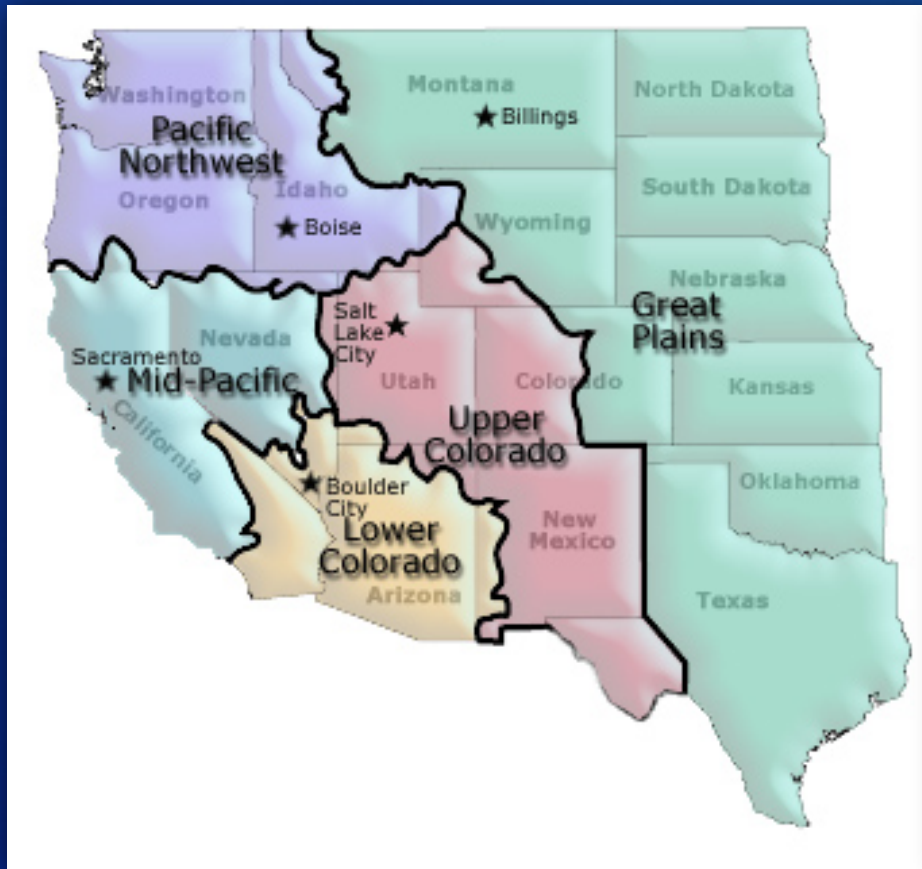 Montana
North Dakota
Washington
Billings
Pacific
Northwest
Idaho
South Dakota
Oregon
Wyoming
Boise
Nebraska
Great
Plains
Salt
Lake
City
Nevada
Sacramento
Mid-Pacific
Utah
Colorado
Kansas
California
Upper
Colorado
Oklahoma
Boulder
City
Lower
Colorado
New
Mexico
Arizona
Texas